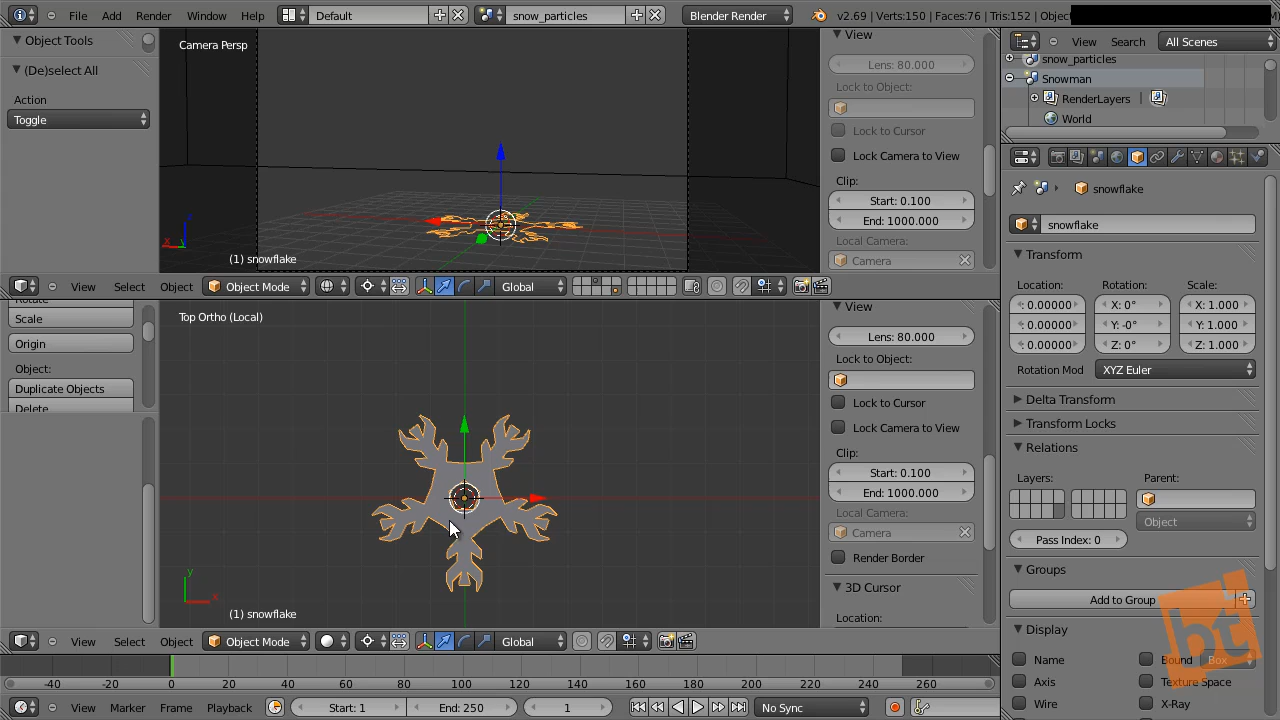 File Add Render Window Help Default snow_particles Blender Render v2.69 | Verts:150 | Faces:76 | Tris:152 | Object
Object Tools
(De)select All
Action
Toggle
Camera Persp
(1) snowflake
View
Lens: 80.000
Lock to Object:
Lock to Cursor
Lock Camera to View
Clip:
Start: 0.100
End: 1000.000
Local Camera:
Camera
View Select Object Object Mode Global
Scale
Origin
Object:
Duplicate Objects
Delete
Top Ortho (Local)
(1) snowflake
View
Lens: 80.000
Lock to Object:
Lock to Cursor
Lock Camera to View
Clip:
Start: 0.100
End: 1000.000
Local Camera:
Camera
Render Border
3D Cursor
Location:
View Select Object Object Mode Global
-40 -20 0 20 40 60 80 100 120 140 160 180 200 220 240 260
View Marker Frame Playback Start: 1 End: 250 1 No Sync
View Search All Scenes
snow_particles
Snowman
RenderLayers
World
snowflake
snowflake
Transform
Location: Rotation: Scale:
: 0.00000 X: 0° X: 1.000
: 0.00000 Y: -0° Y: 1.000
: 0.00000 Z: 0° Z: 1.000
Rotation Mod XYZ Euler
Delta Transform
Transform Locks
Relations
Layers: Parent:
Object
Pass Index: 0
Groups
Add to Group
Display
Name Bound Box
Axis Texture Space
Wire X-Ray
bt